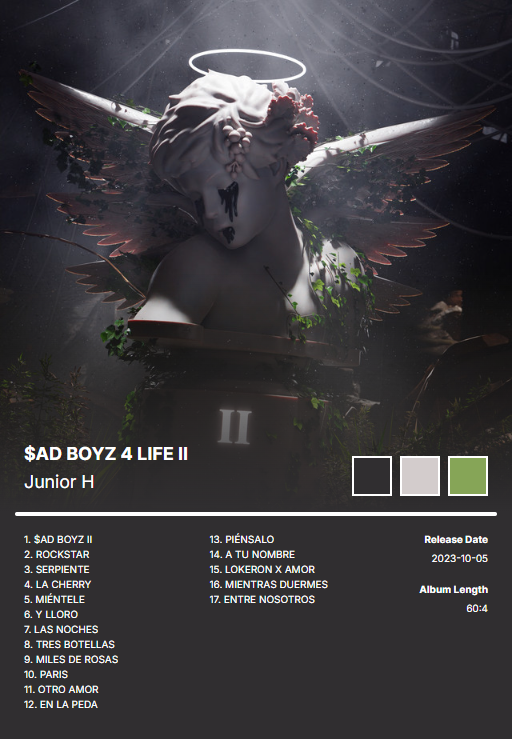 II
$AD BOYZ 4 LIFE II
Junior H
1. $AD BOYZ II
2. ROCKSTAR
3. SERPIENTE
4. LA CHERRY
5. MIÉNTELE
6. Y LLORO
7. LAS NOCHES
8. TRES BOTELLAS
9. MILES DE ROSAS
10. PARIS
11. OTRO AMOR
12. EN LA PEDA
13. PIÉNSALO
14. A TU NOMBRE
15. LOKERON X AMOR
16. MIENTRAS DUERMES
17. ENTRE NOSOTROS
Release Date
2023-10-05
Album Length
60:4